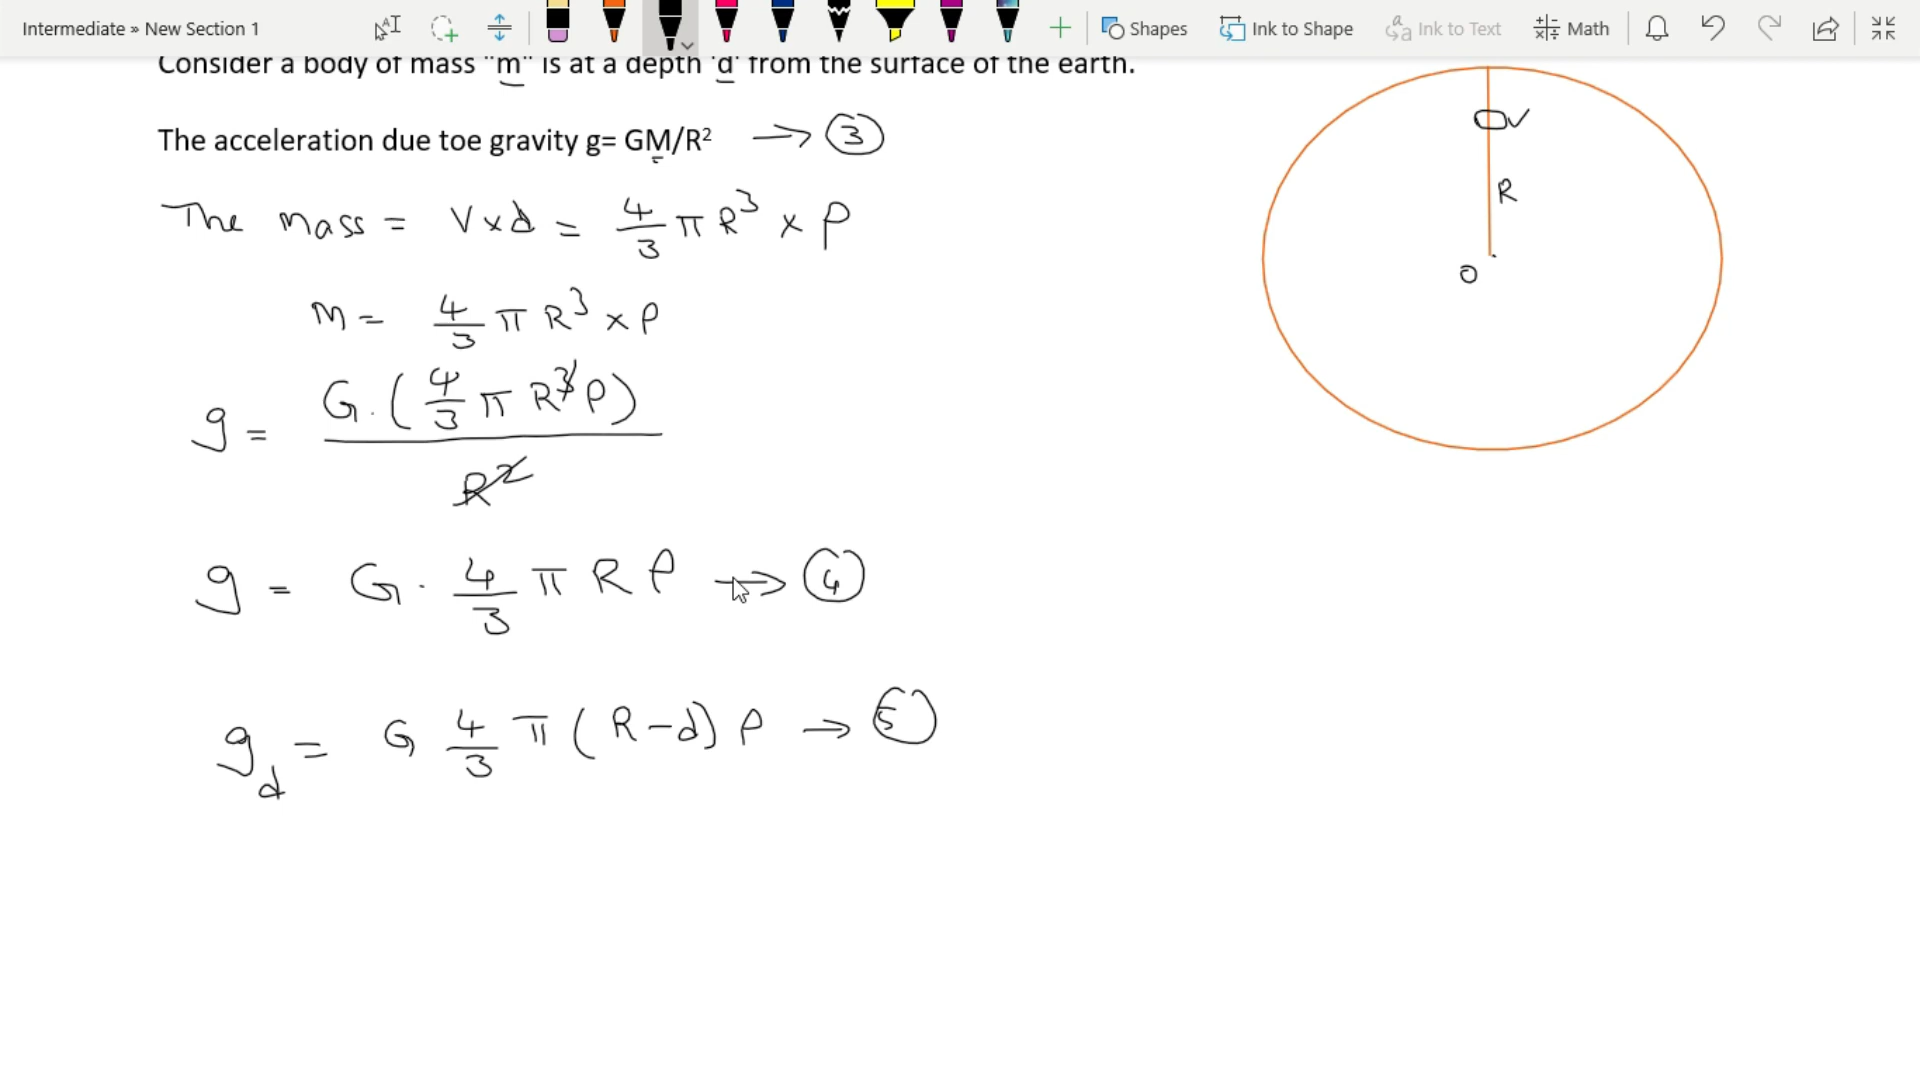 Intermediate » New Section 1
Shapes
Ink to Shape
Ink to Text
Math
Consider a body of mass "m" is at a depth 'd' from the surface of the earth.
The acceleration due toe gravity g= GM/R² → ③
The mass = V×d = 4/3 π R³ × ρ
m = 4/3 π R³ × ρ
g = G.(4/3 π R³ρ) / R²
g = G. 4/3 π R ρ → ④
g_d = G 4/3 π (R-d) ρ → ⑤
R
O